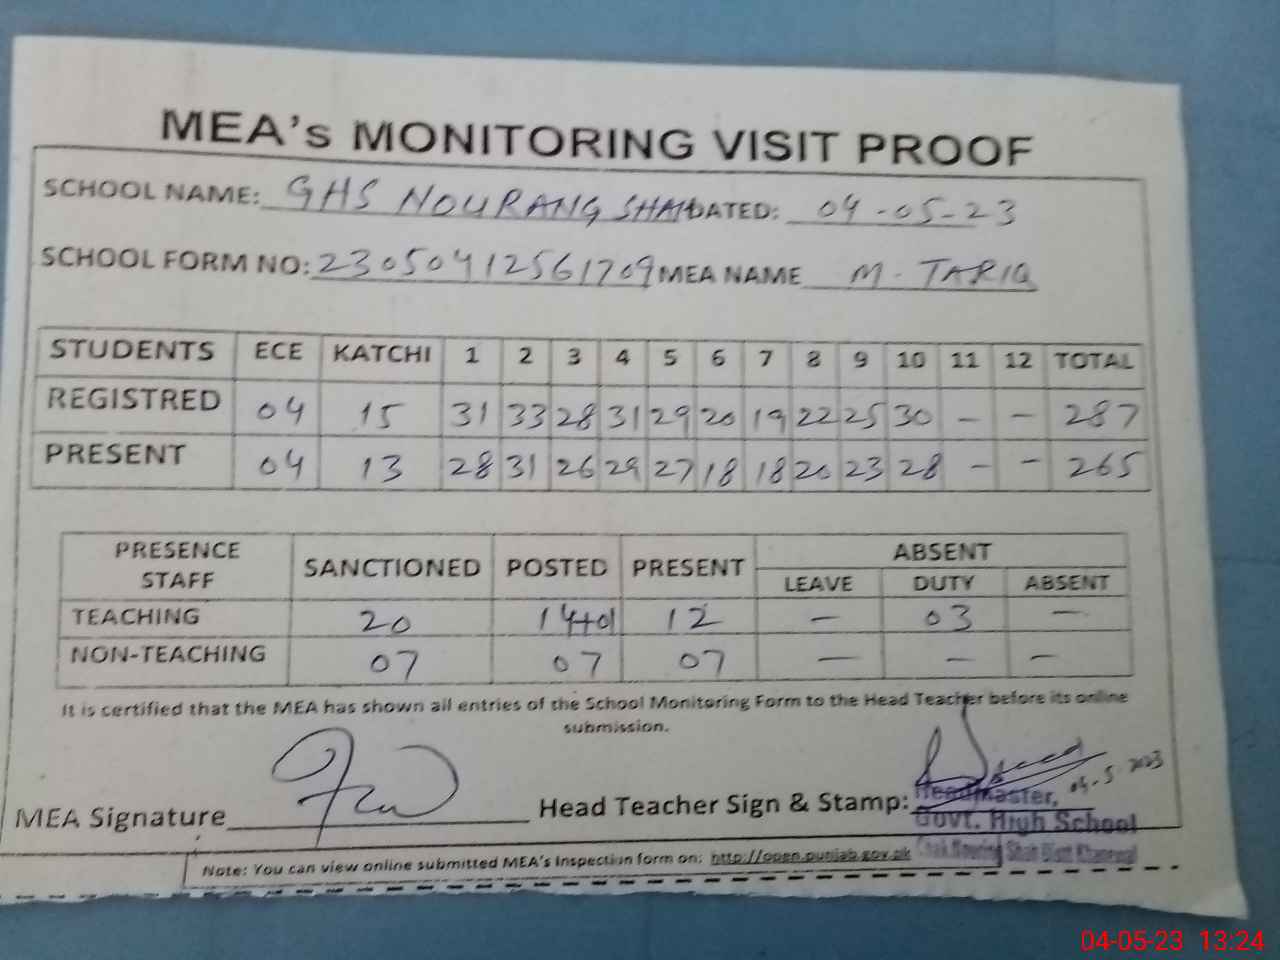 MEA's MONITORING VISIT PROOF
SCHOOL NAME: GHS NOURANG SHAH DATED: 04-05-23
SCHOOL FORM NO: 23050412561709 MEA NAME M. TARIQ
STUDENTS ECE KATCHI 1 2 3 4 5 6 7 8 9 10 11 12 TOTAL
REGISTRED 04 15 31 33 28 31 29 20 19 22 25 30 - - 287
PRESENT 04 13 28 31 26 29 27 18 18 20 23 28 - - 265
PRESENCE STAFF SANCTIONED POSTED PRESENT ABSENT
LEAVE DUTY ABSENT
TEACHING 20 14+01 12 - 03 -
NON-TEACHING 07 07 07 - - -
It is certified that the MEA has shown all entries of the School Monitoring Form to the Head Teacher before its online
submission.
MEA Signature Head Teacher Sign & Stamp:
Headmaster,
Govt. High School
Note: You can view online submitted MEA's Inspection form on: http://open.punjab.gov.pk
04-05-23 13:24